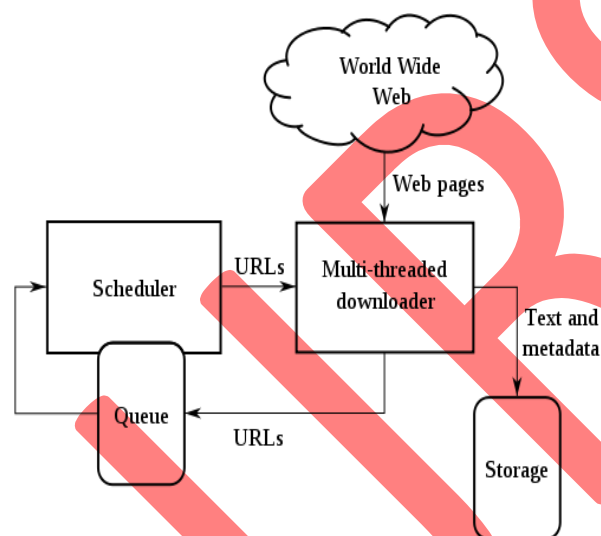 World Wide
Web
Web pages
Scheduler
URLs
Multi-threaded
downloader
Text and
metadata
Queue
URLs
Storage